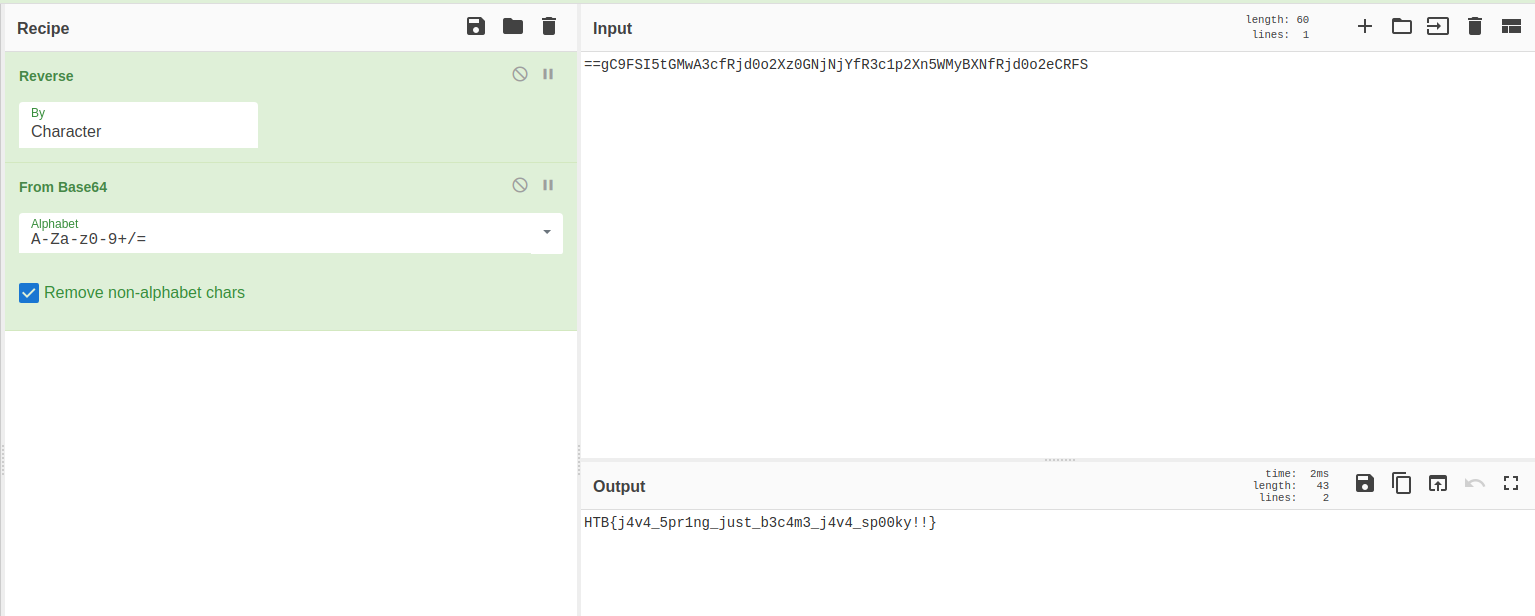 Recipe
Reverse
By
Character
From Base64
Alphabet
A-Za-z0-9+/=
Remove non-alphabet chars
Input
length: 60
lines: 1
==gC9FSI5tGMwA3cfRjd0o2Xz0GNjNjYfR3c1p2Xn5WMyBXNfRjd0o2eCRFS
Output
time: 2ms
length: 43
lines: 2
HTB{j4v4_5pr1ng_just_b3c4m3_j4v4_sp00ky!!}